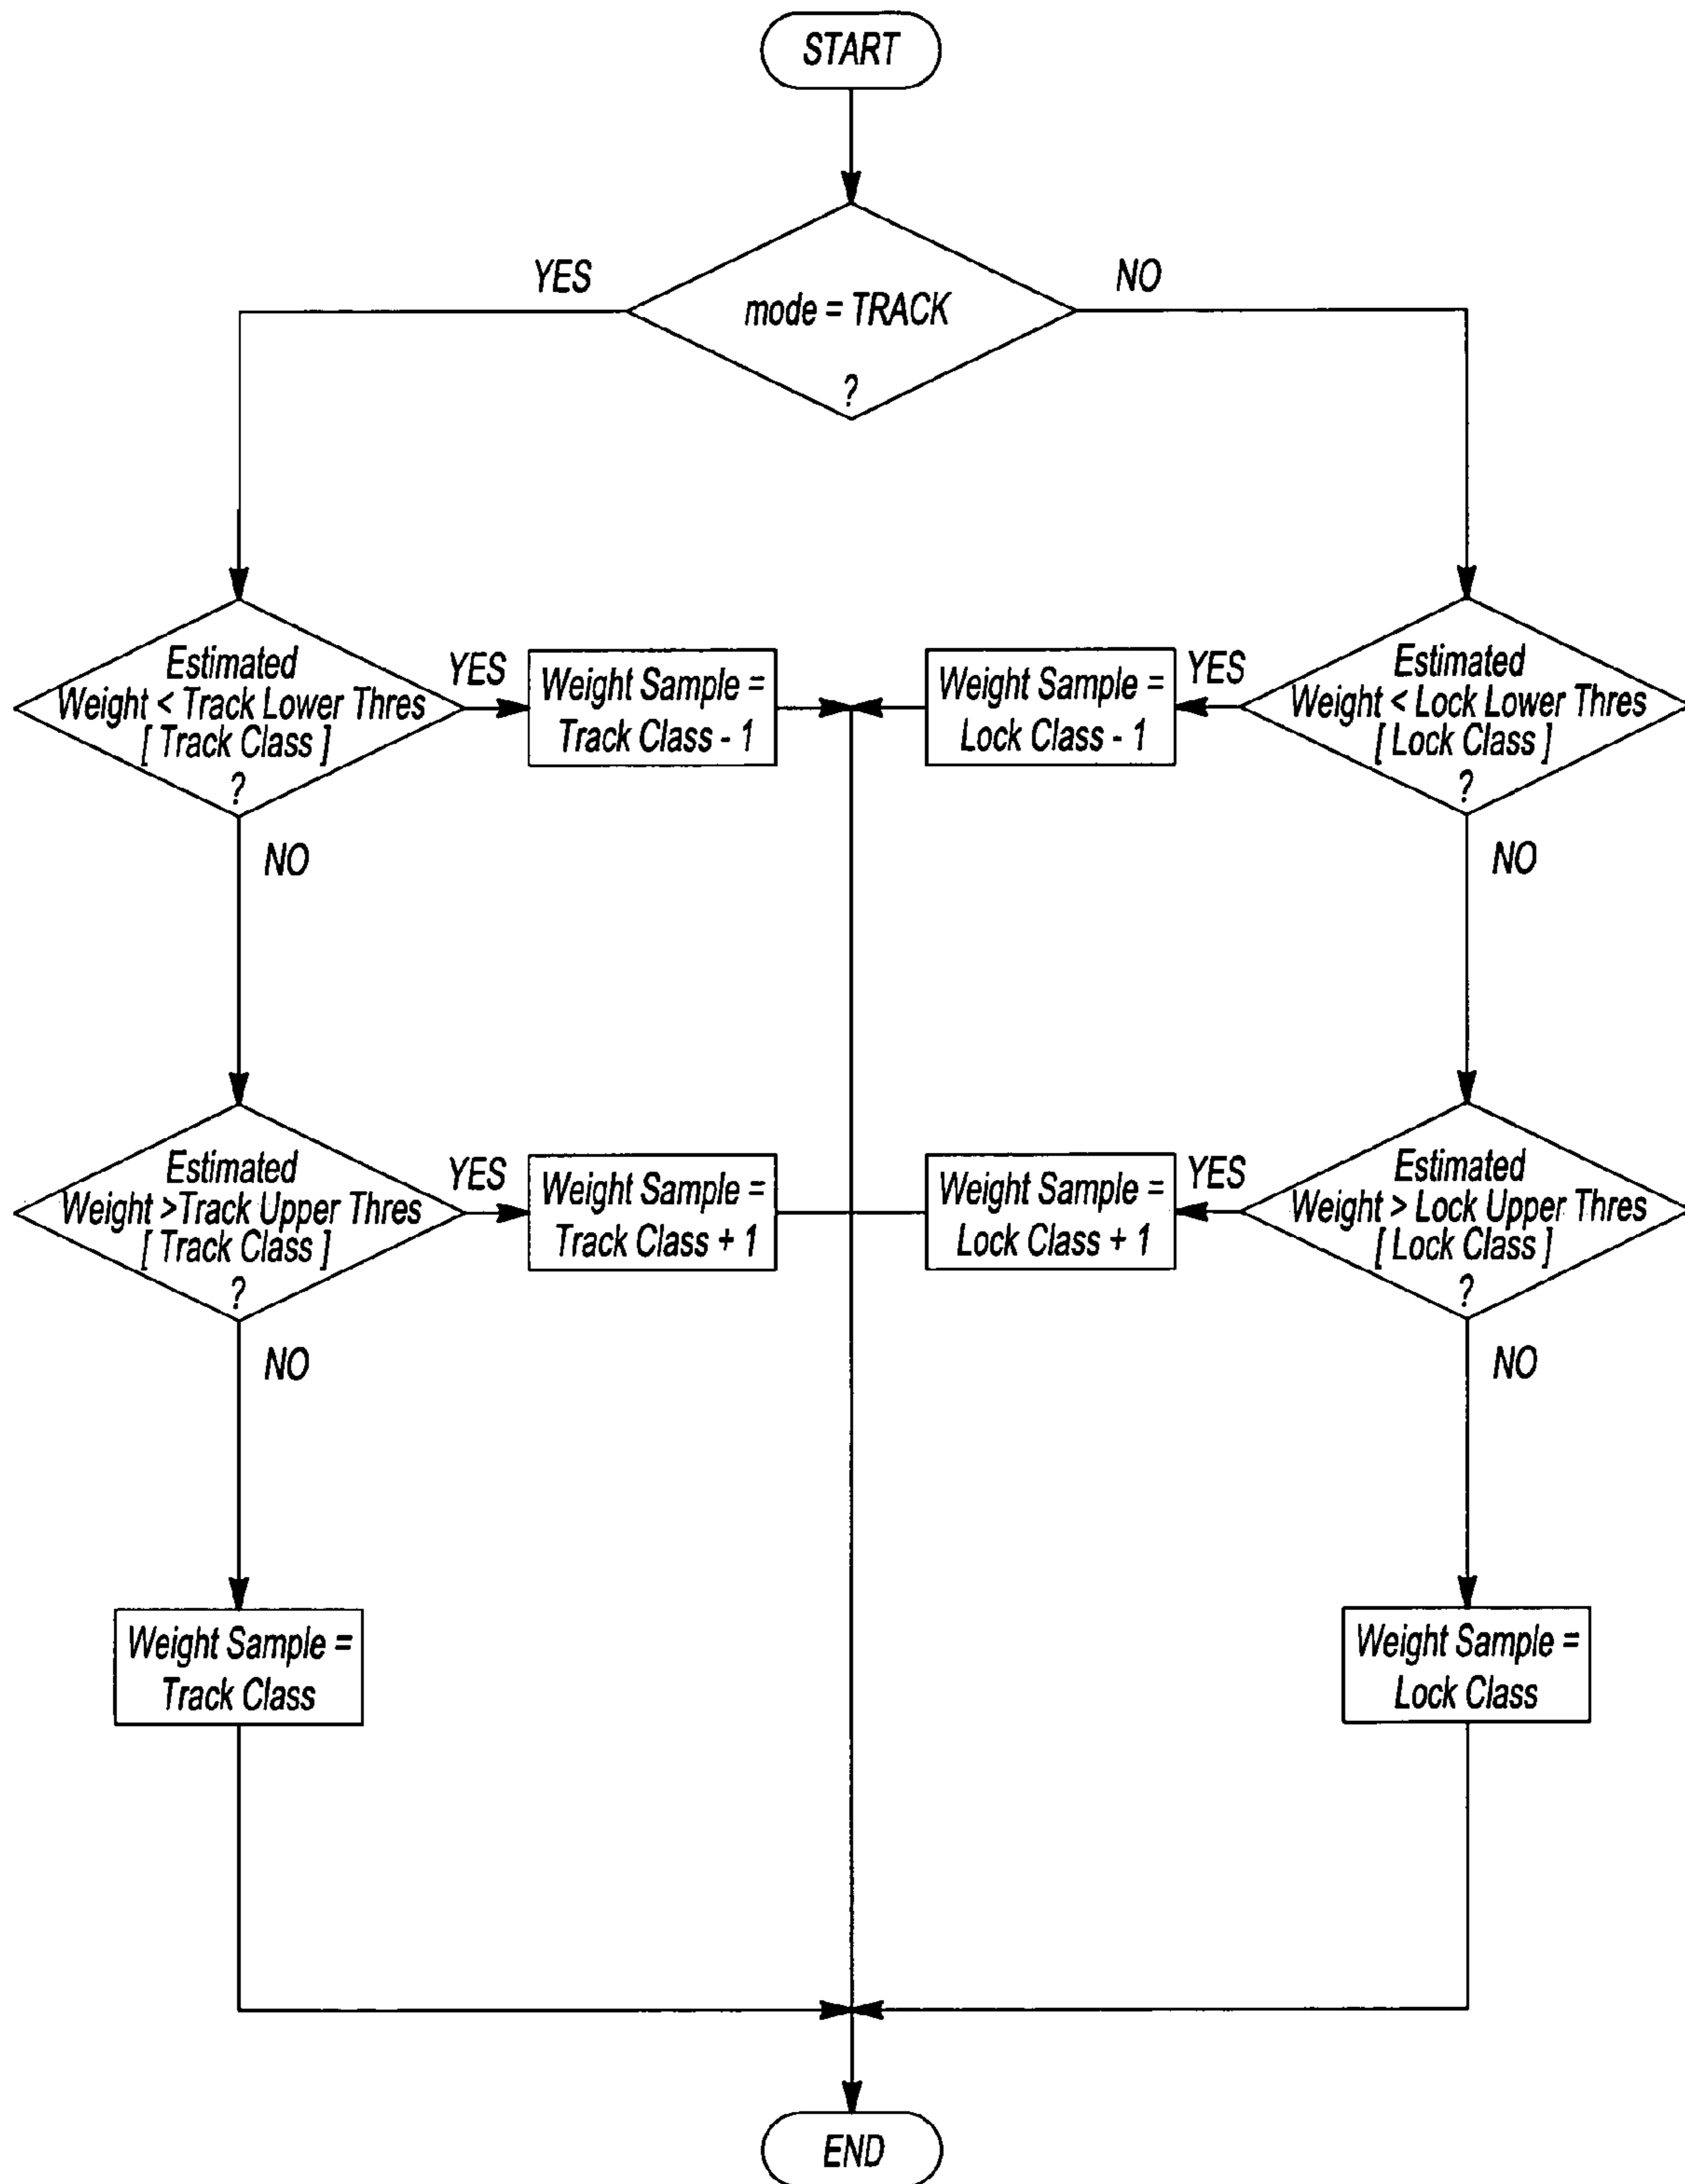 START
YES
NO
mode = TRACK
?
Estimated
Weight < Track Lower Thres
[ Track Class ]
?
YES
Weight Sample =
Track Class - 1
Weight Sample =
Lock Class - 1
YES
Estimated
Weight < Lock Lower Thres
[ Lock Class ]
?
NO
NO
Estimated
Weight >Track Upper Thres
[ Track Class ]
?
YES
Weight Sample =
Track Class + 1
Weight Sample =
Lock Class + 1
YES
Estimated
Weight > Lock Upper Thres
[ Lock Class ]
?
NO
NO
Weight Sample =
Track Class
Weight Sample =
Lock Class
END